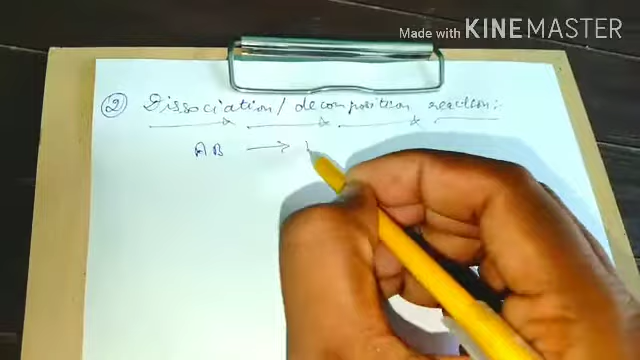 Made with KINEMASTER
② Dissociation/decomposition reaction:
AB →